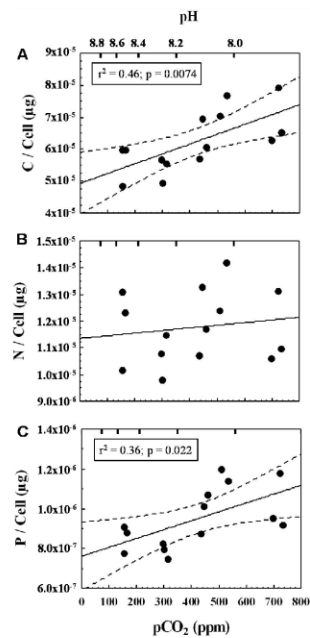 pH
8.8 8.6 8.4 8.2 8.0
A
r² = 0.46; p = 0.0074
9x10⁻⁵
8x10⁻⁵
7x10⁻⁵
6x10⁻⁵
5x10⁻⁵
4x10⁻⁵
C / Cell (µg)
B
1.5x10⁻⁵
1.4x10⁻⁵
1.3x10⁻⁵
1.2x10⁻⁵
1.1x10⁻⁵
9.0x10⁻⁶
N / Cell (µg)
C
r² = 0.36; p = 0.022
1.4x10⁻⁶
1.2x10⁻⁶
1.0x10⁻⁶
8.0x10⁻⁷
6.0x10⁻⁷
P / Cell (µg)
0 100 200 300 400 500 600 700 800
pCO₂ (ppm)